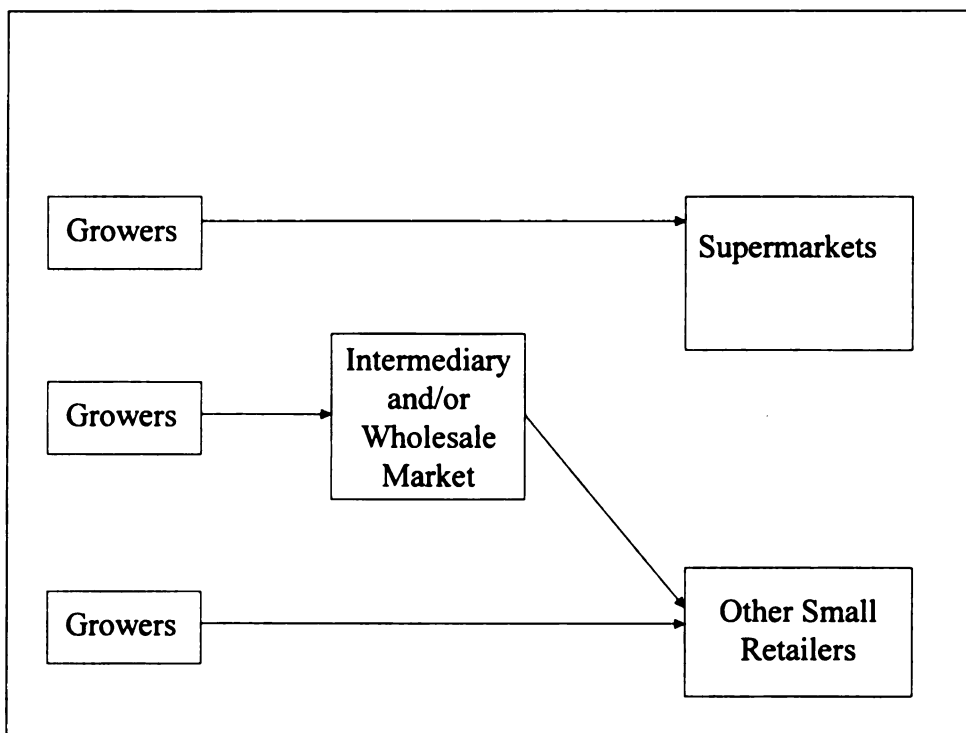 Growers
Supermarkets
Growers
Intermediary
and/or
Wholesale
Market
Growers
Other Small
Retailers